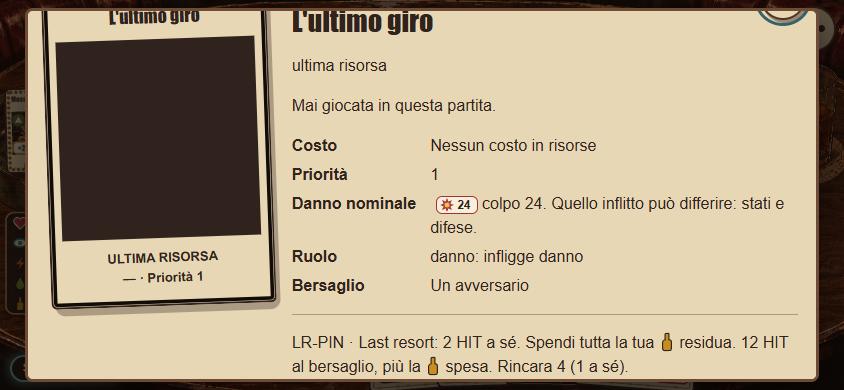 L'ultimo giro
L'ultimo giro
ultima risorsa
Mai giocata in questa partita.
Costo Nessun costo in risorse
Priorità 1
Danno nominale 24 colpo 24. Quello inflitto può differire: stati e
difese.
Ruolo danno: infligge danno
Bersaglio Un avversario
ULTIMA RISORSA
— · Priorità 1
LR-PIN · Last resort: 2 HIT a sé. Spendi tutta la tua residua. 12 HIT
al bersaglio, più la spesa. Rincara 4 (1 a sé).